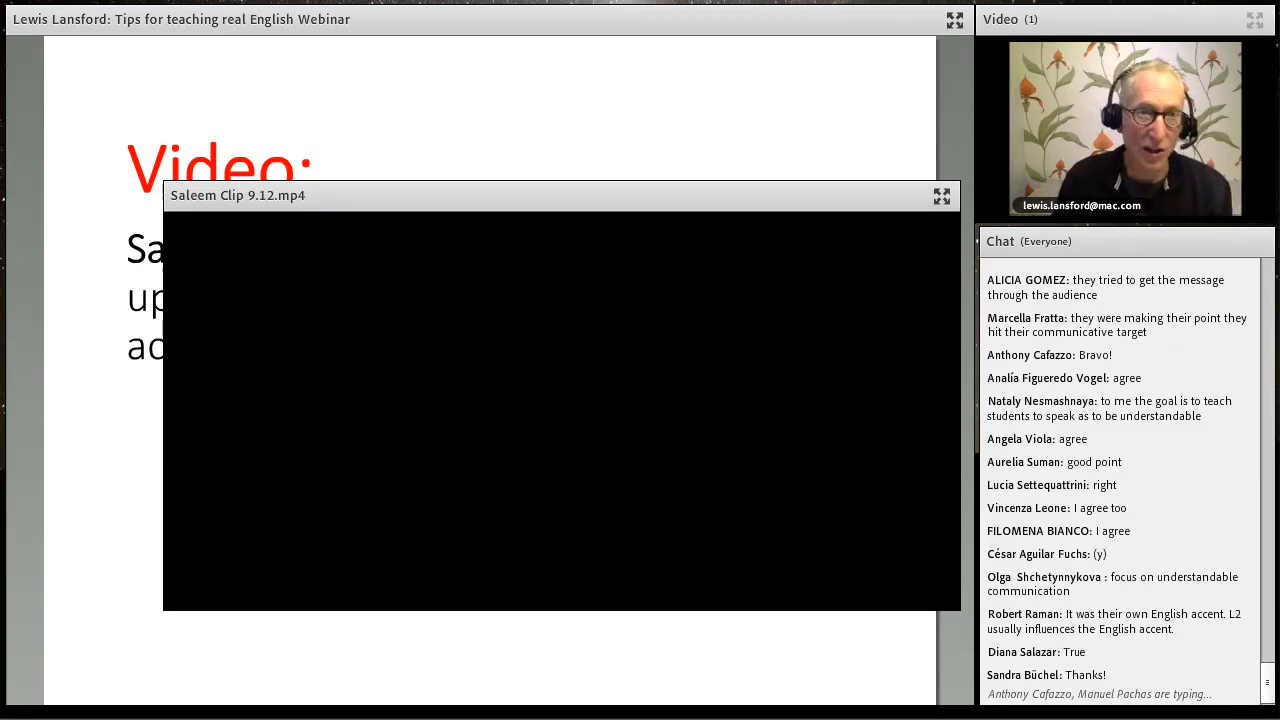 Lewis Lansford: Tips for teaching real English Webinar
Video:
Sa
up
ac
Saleem Clip 9.12.mp4
Video (1)
lewis.lansford@mac.com
Chat (Everyone)
ALICIA GOMEZ: they tried to get the message
through the audience
Marcella Fratta: they were making their point they
hit their communicative target
Anthony Cafazzo: Bravo!
Analía Figueredo Vogel: agree
Nataly Nesmashnaya: to me the goal is to teach
students to speak as to be understandable
Angela Viola: agree
Aurelia Suman: good point
Lucia Settequattrini: right
Vincenza Leone: I agree too
FILOMENA BIANCO: I agree
César Aguilar Fuchs: (y)
Olga Shchetynnykova : focus on understandable
communication
Robert Raman: It was their own English accent. L2
usually influences the English accent.
Diana Salazar: True
Sandra Büchel: Thanks!
Anthony Cafazzo, Manuel Pachas are typing...